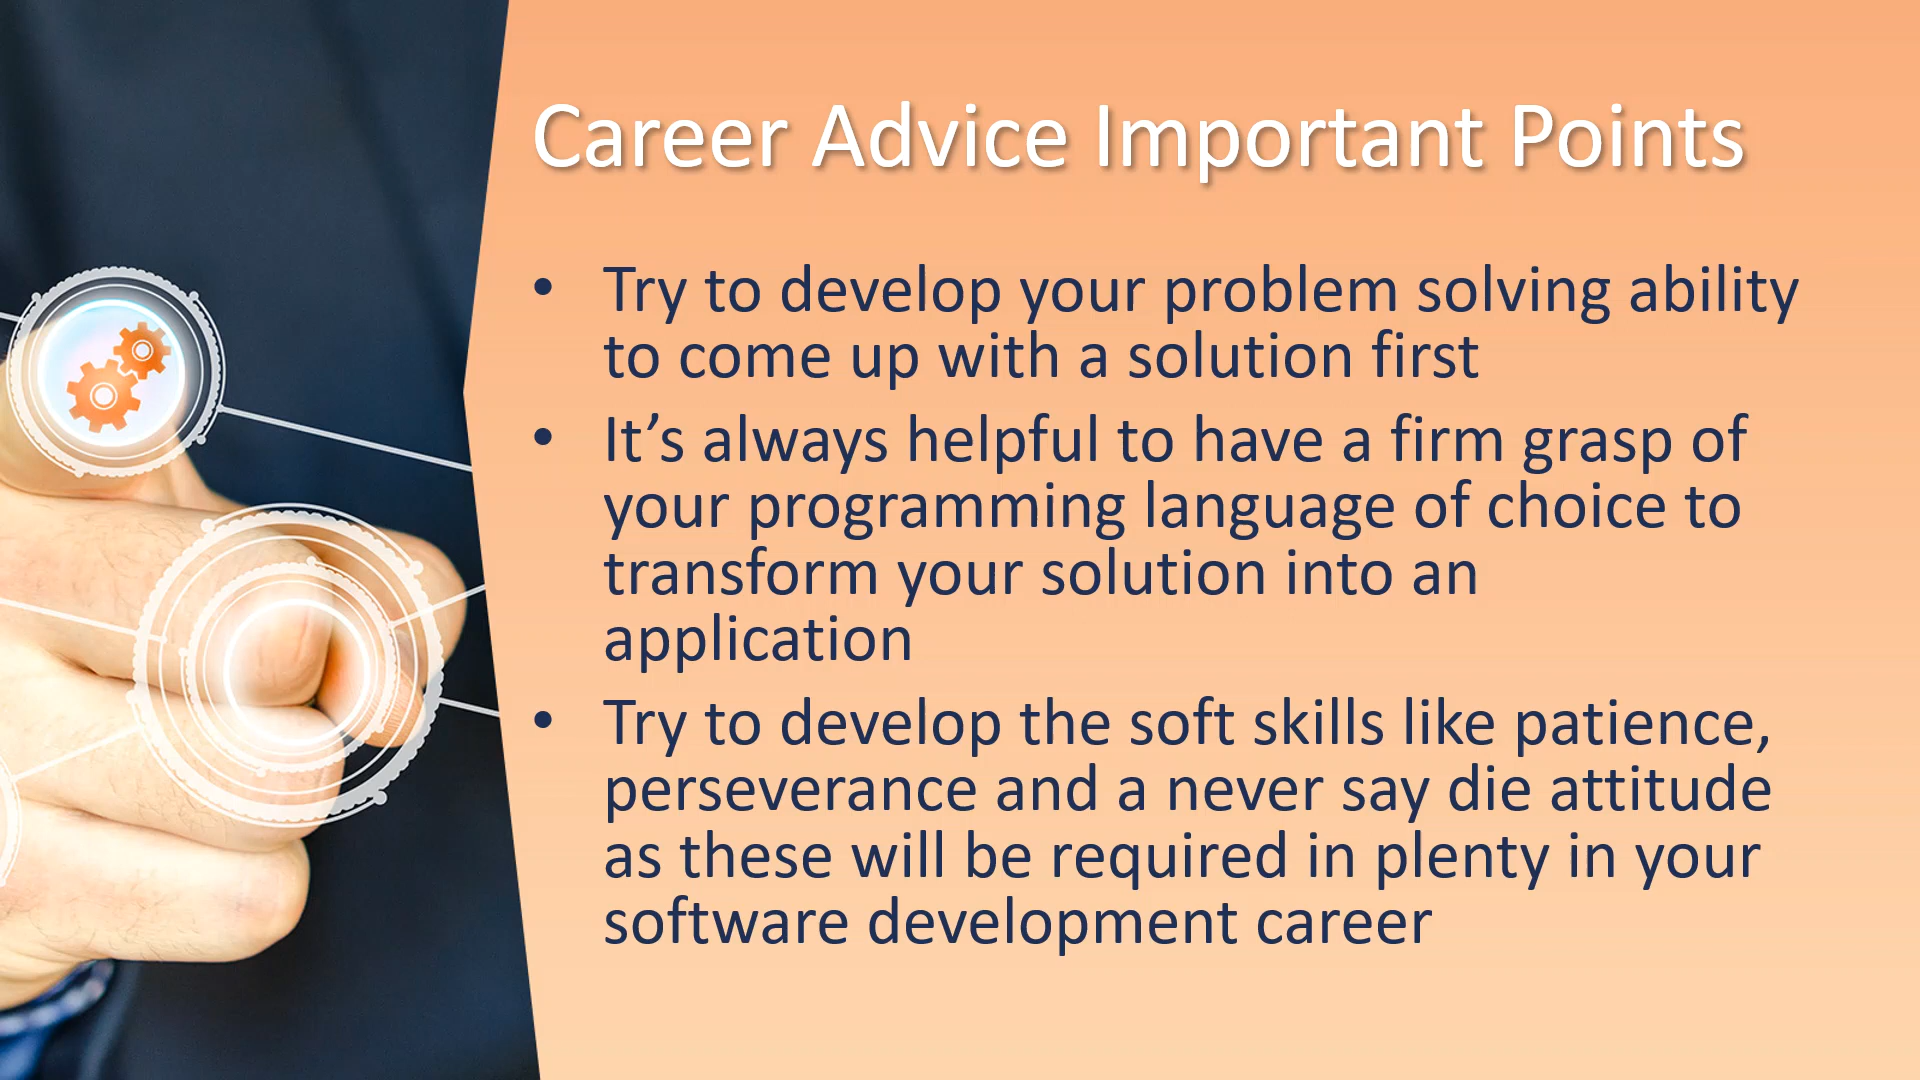 Career Advice Important Points
• Try to develop your problem solving ability
to come up with a solution first
• It’s always helpful to have a firm grasp of
your programming language of choice to
transform your solution into an
application
• Try to develop the soft skills like patience,
perseverance and a never say die attitude
as these will be required in plenty in your
software development career